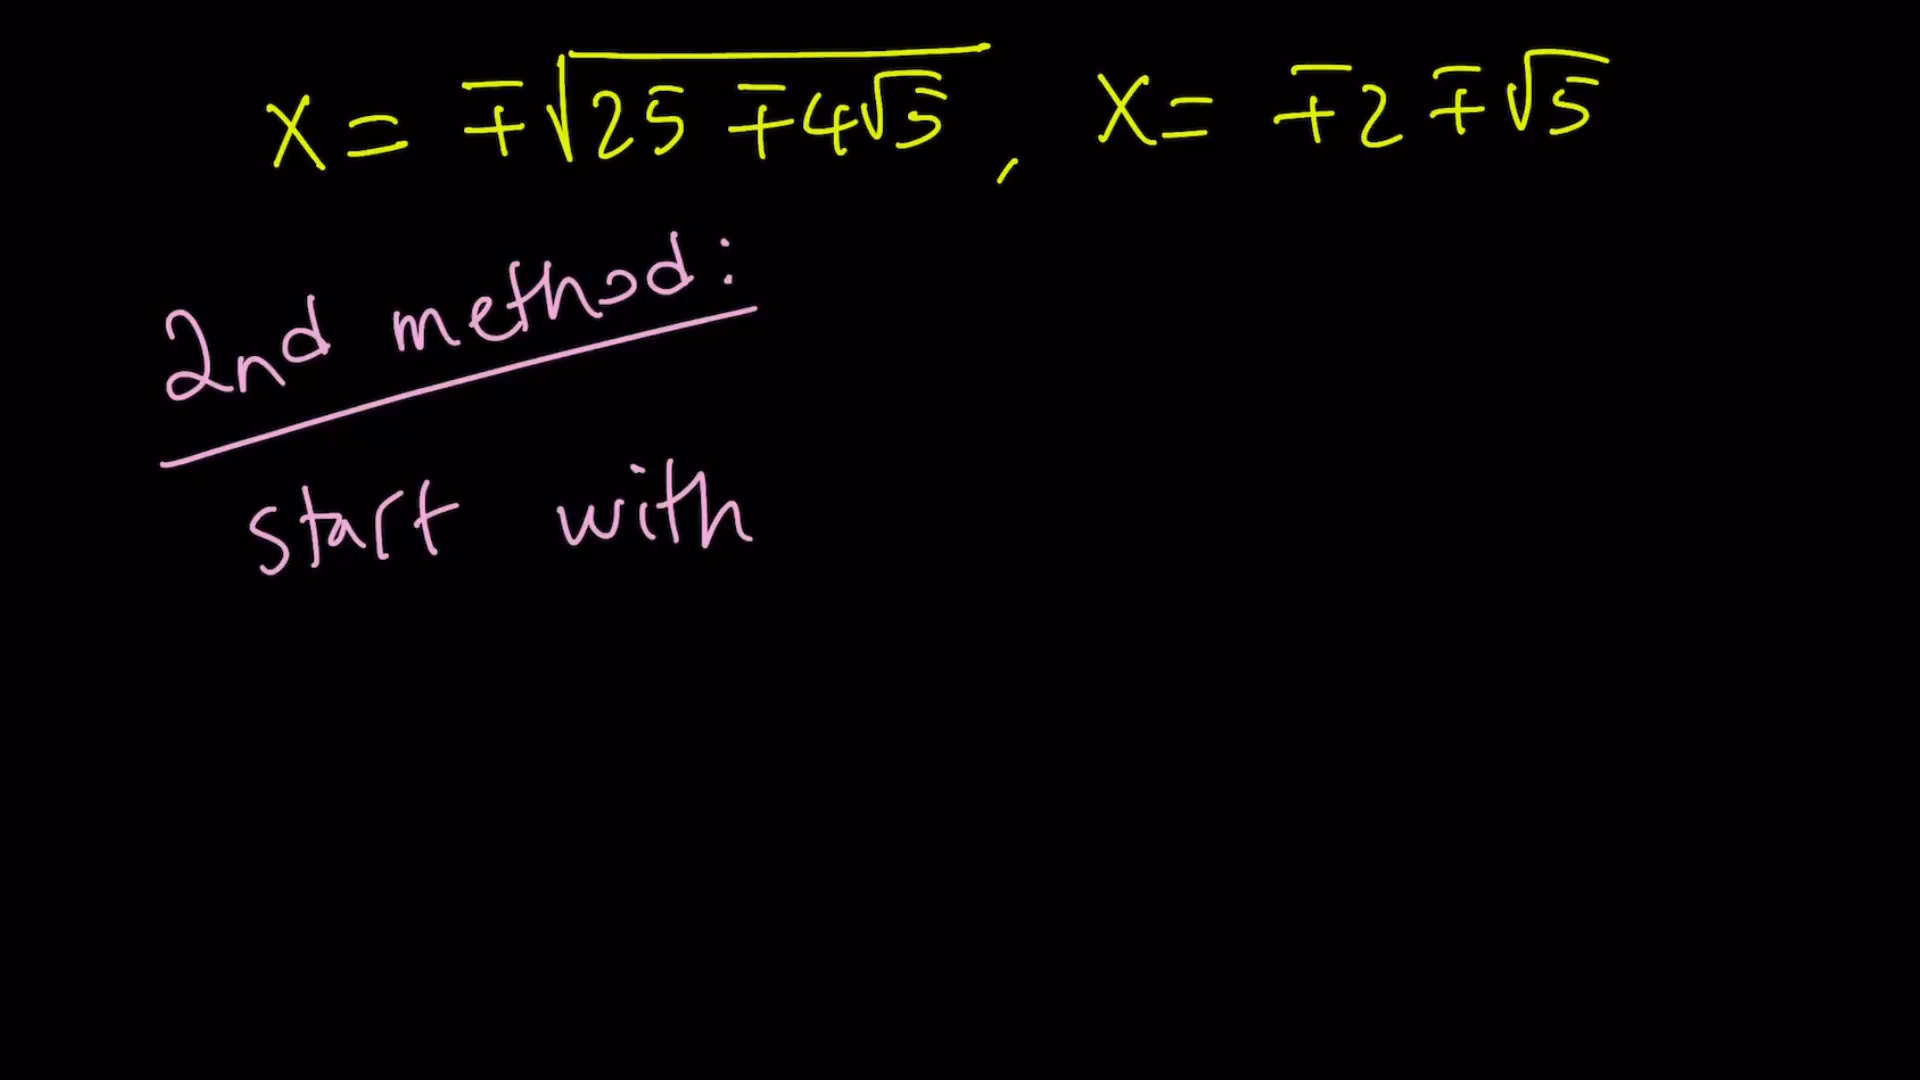 X = ∓√(25 ∓ 4√5) , X = ∓2 ∓ √5
2nd method:
start with